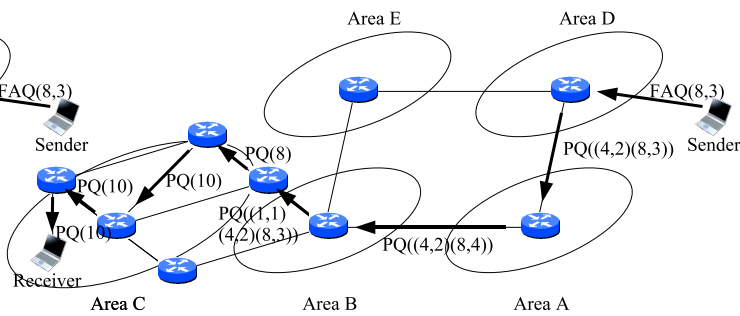 Area E
Area D
FAQ(8,3)
FAQ(8,3)
Sender
Sender
PQ(8)
PQ((4,2)(8,3))
PQ(10)
PQ(10)
PQ((1,1)
(4,2)(8,3))
PQ(10)
PQ((4,2)(8,4))
Receiver
Area C
Area B
Area A